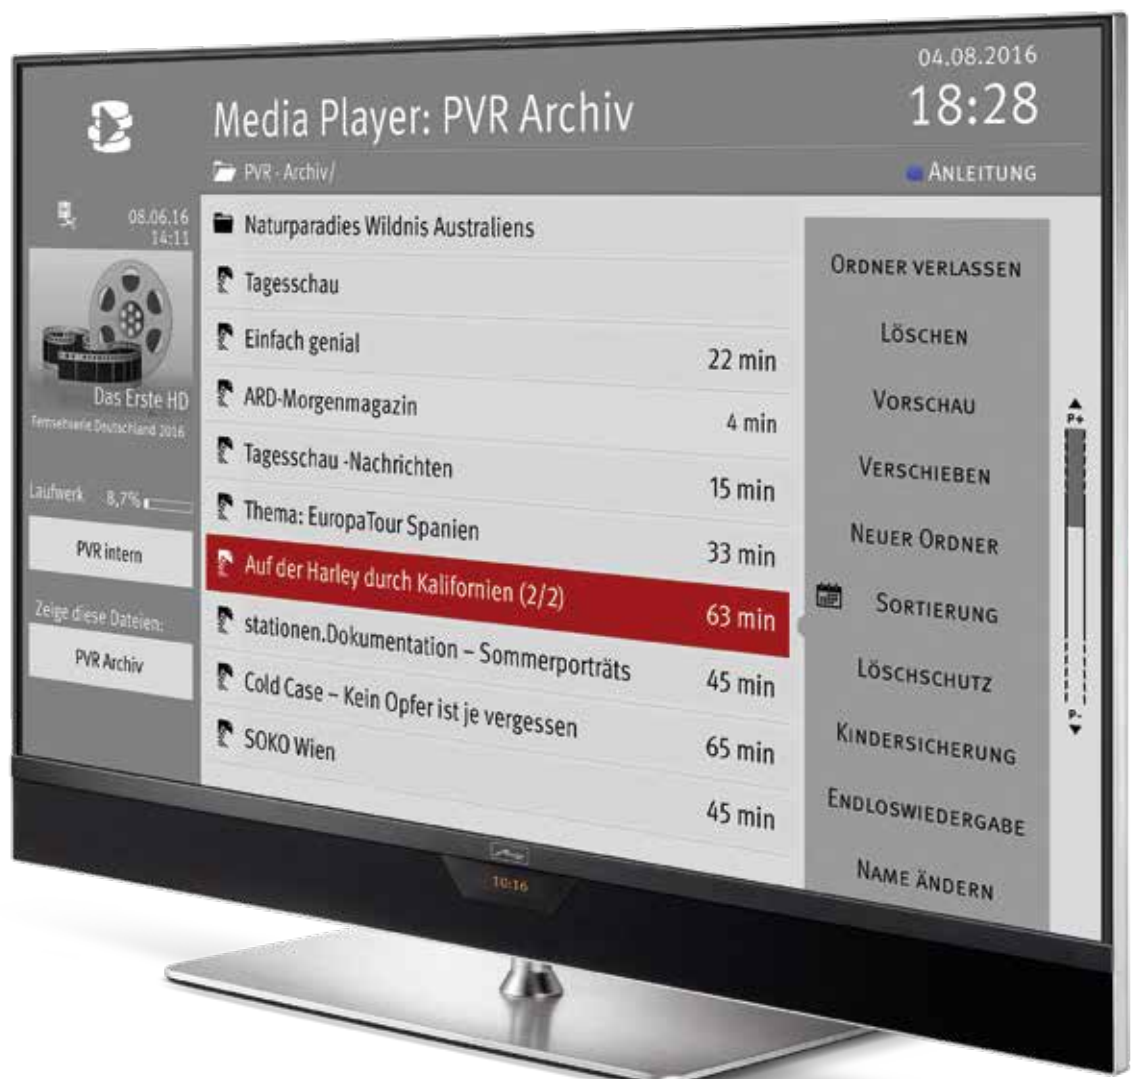 04.08.2016
Media Player: PVR Archiv
18:28
PVR - Archiv/
ANLEITUNG
08.06.16
14:11
Das Erste HD
Fernsehserie Deutschland 2016
Laufwerk 8,7%
PVR intern
Zeige diese Dateien:
PVR Archiv
Naturparadies Wildnis Australiens
Tagesschau
Einfach genial
22 min
ARD-Morgenmagazin
4 min
Tagesschau -Nachrichten
15 min
Thema: EuropaTour Spanien
33 min
Auf der Harley durch Kalifornien (2/2)
63 min
stationen.Dokumentation – Sommerporträts
45 min
Cold Case – Kein Opfer ist je vergessen
65 min
SOKO Wien
45 min
ORDNER VERLASSEN
LÖSCHEN
VORSCHAU
VERSCHIEBEN
NEUER ORDNER
SORTIERUNG
LÖSCHSCHUTZ
KINDERSICHERUNG
ENDLOSWIEDERGABE
NAME ÄNDERN
P+
P-
10:16